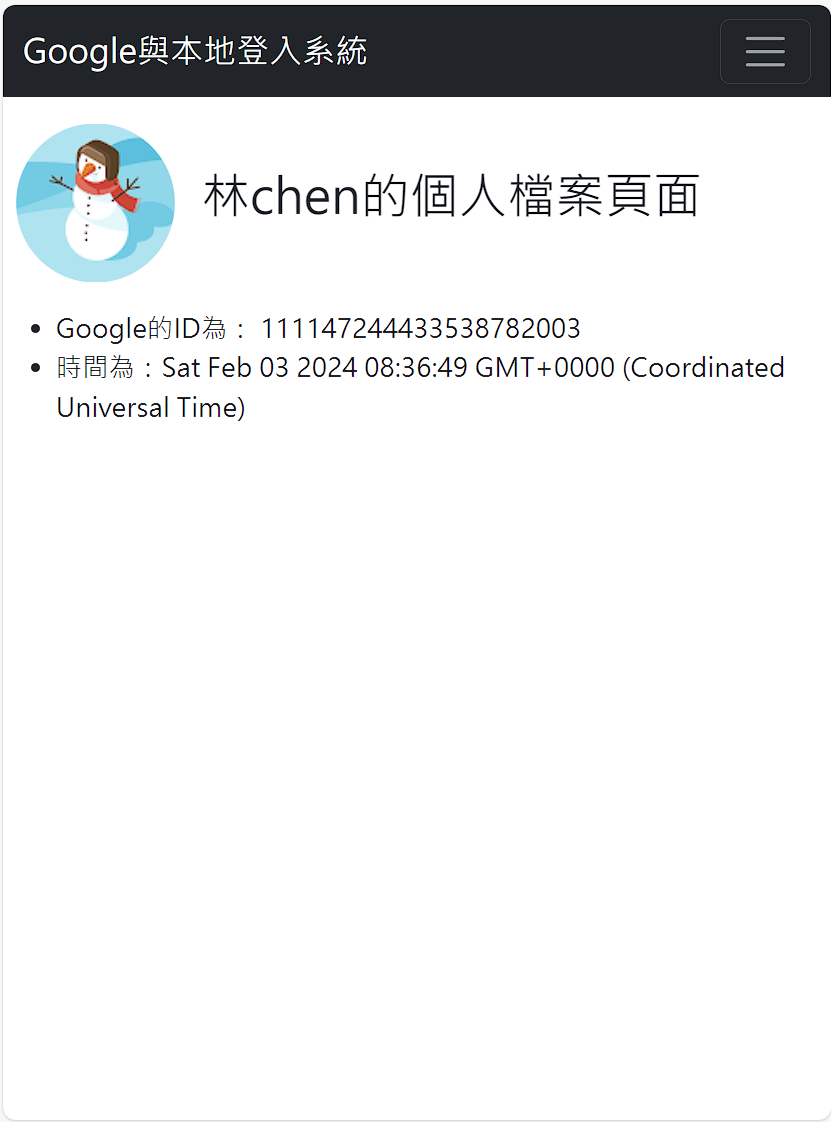 Google與本地登入系統
林chen的個人檔案頁面
Google的ID為： 111147244433538782003
時間為：Sat Feb 03 2024 08:36:49 GMT+0000 (Coordinated
Universal Time)